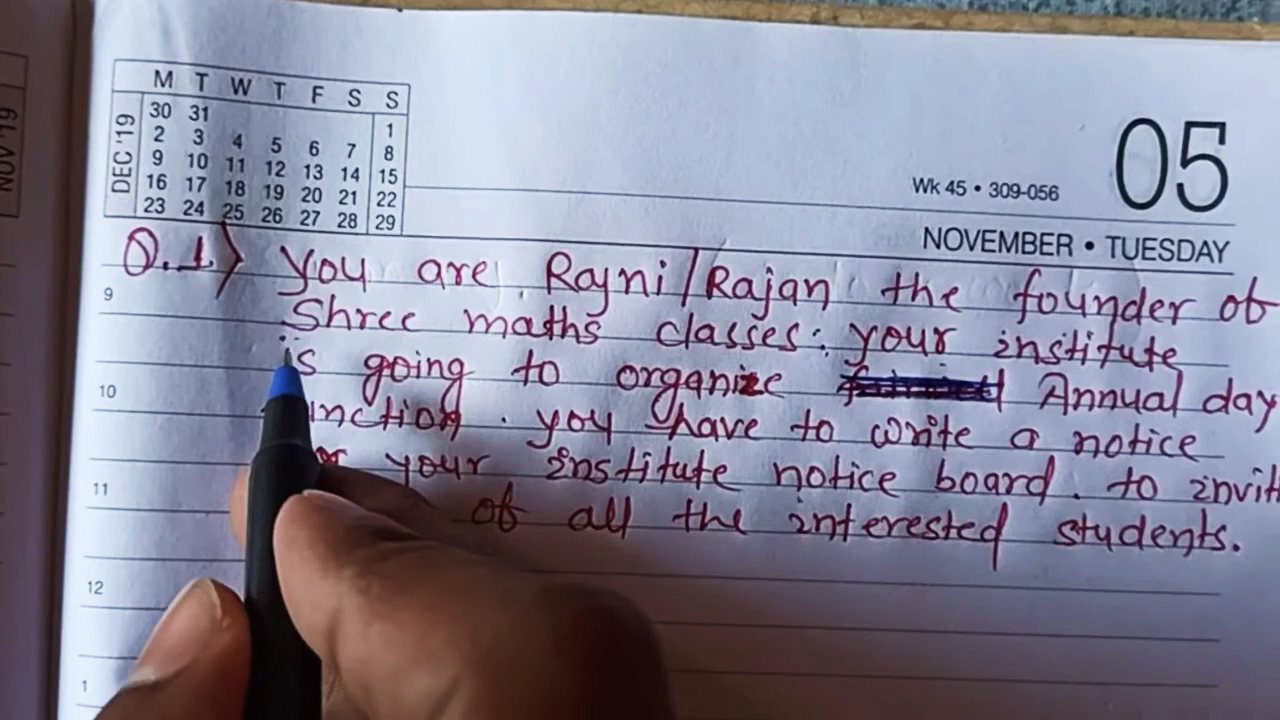 NOV '19
DEC '19
M T W T F S S
30 31 1
2 3 4 5 6 7 8
9 10 11 12 13 14 15
16 17 18 19 20 21 22
23 24 25 26 27 28 29
05
Wk 45 • 309-056
NOVEMBER • TUESDAY
Q.1) You are Rajni/Rajan the founder of
9
Shree maths classes. your institute
is going to organize Annual day
10
unction. you have to write a notice
your institute notice board. to invit
11
of all the interested students.
12
1